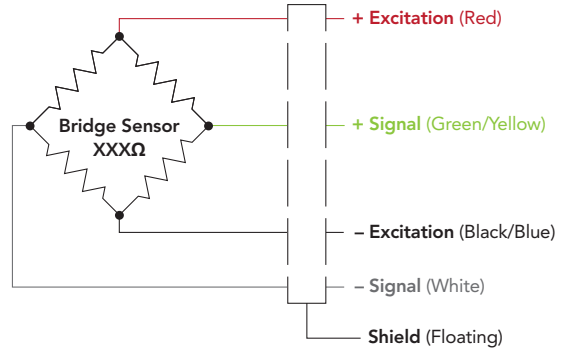 + Excitation (Red)
Bridge Sensor
XXXΩ
+ Signal (Green/Yellow)
– Excitation (Black/Blue)
– Signal (White)
Shield (Floating)